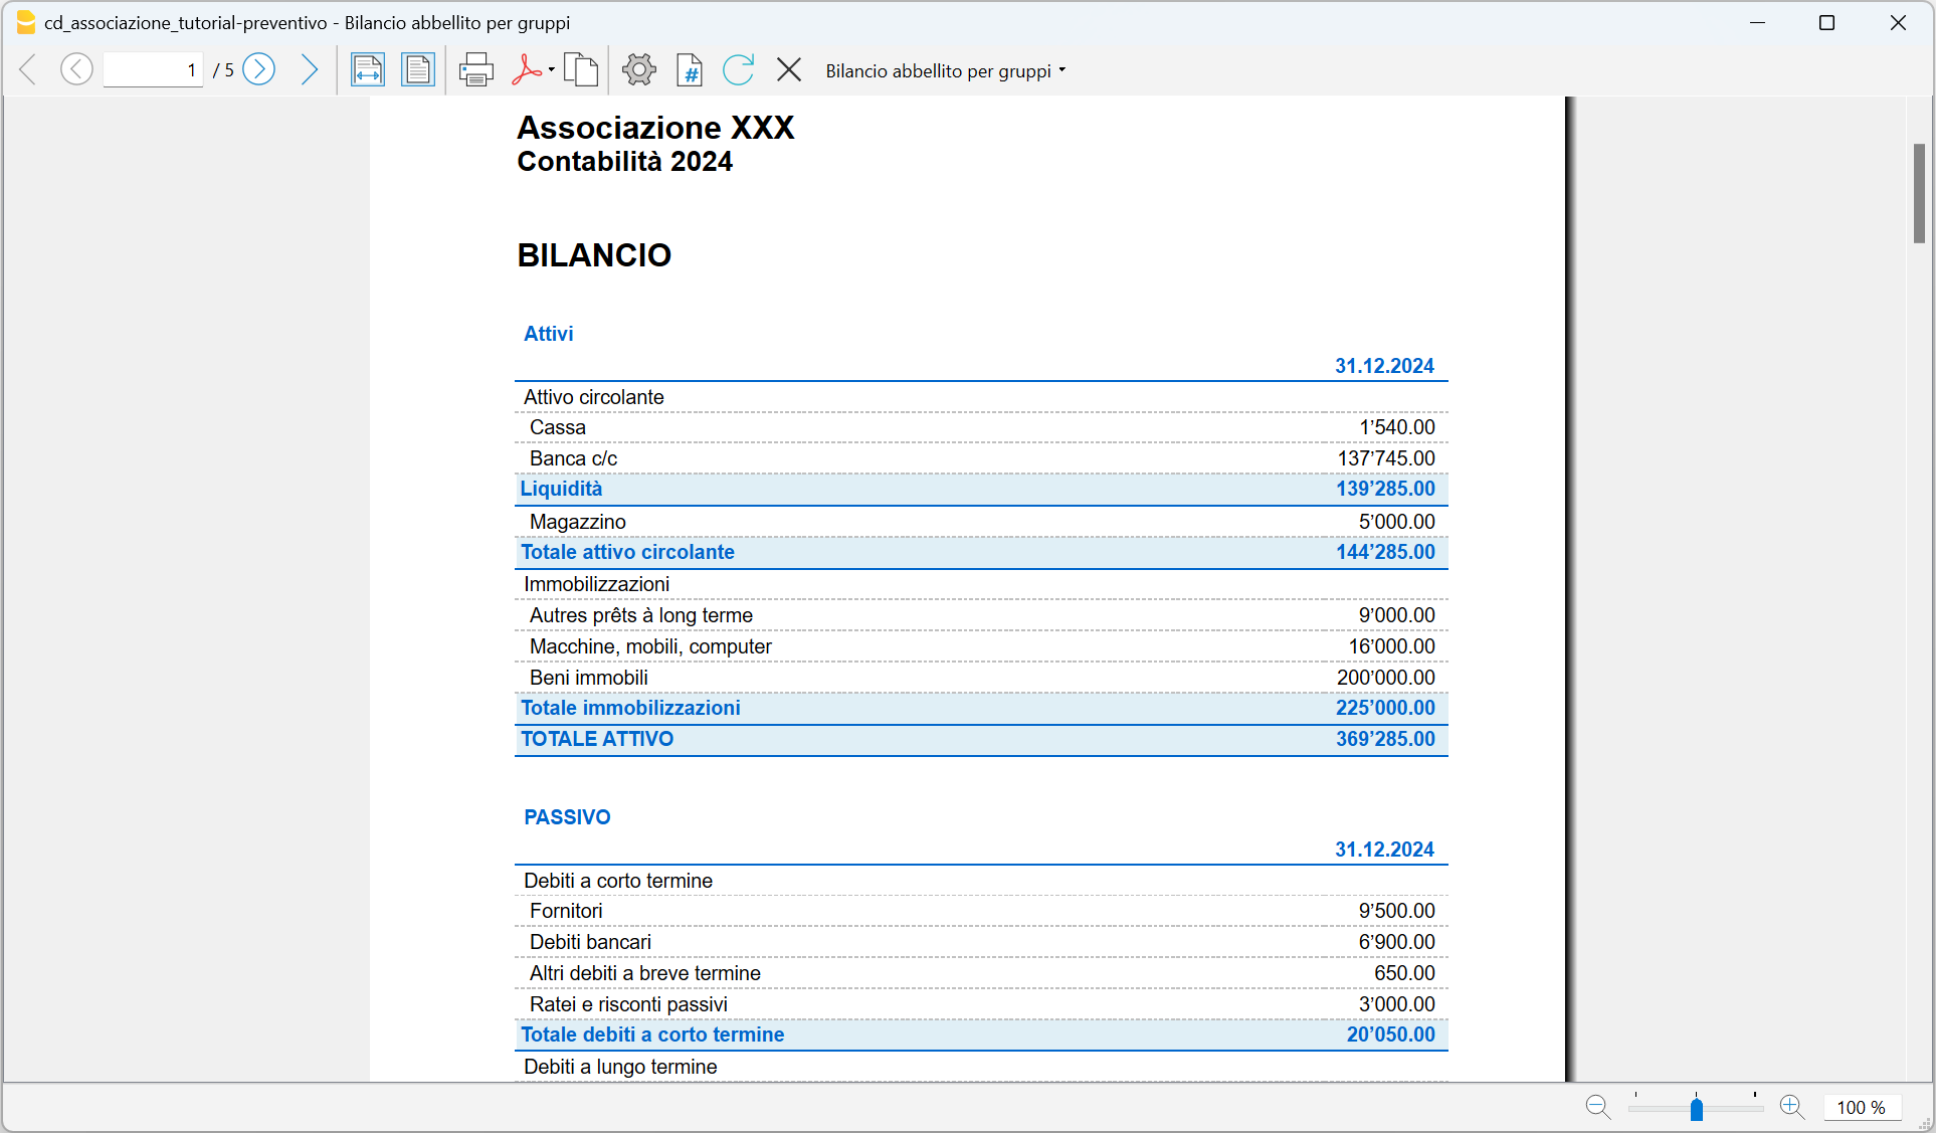 cd_associazione_tutorial-preventivo - Bilancio abbellito per gruppi
1 / 5 # Bilancio abbellito per gruppi
Associazione XXX
Contabilità 2024
BILANCIO
Attivi
31.12.2024
Attivo circolante
Cassa 1’540.00
Banca c/c 137’745.00
Liquidità 139’285.00
Magazzino 5’000.00
Totale attivo circolante 144’285.00
Immobilizzazioni
Autres prêts à long terme 9’000.00
Macchine, mobili, computer 16’000.00
Beni immobili 200’000.00
Totale immobilizzazioni 225’000.00
TOTALE ATTIVO 369’285.00
PASSIVO
31.12.2024
Debiti a corto termine
Fornitori 9’500.00
Debiti bancari 6’900.00
Altri debiti a breve termine 650.00
Ratei e risconti passivi 3’000.00
Totale debiti a corto termine 20’050.00
Debiti a lungo termine
100 %